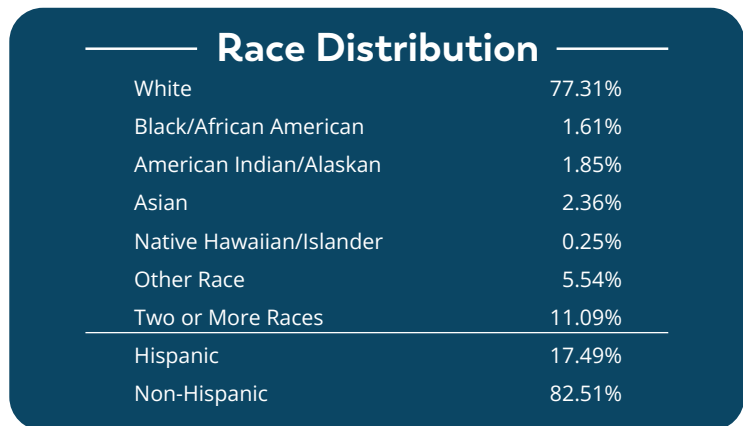 Race Distribution
White 77.31%
Black/African American 1.61%
American Indian/Alaskan 1.85%
Asian 2.36%
Native Hawaiian/Islander 0.25%
Other Race 5.54%
Two or More Races 11.09%
Hispanic 17.49%
Non-Hispanic 82.51%